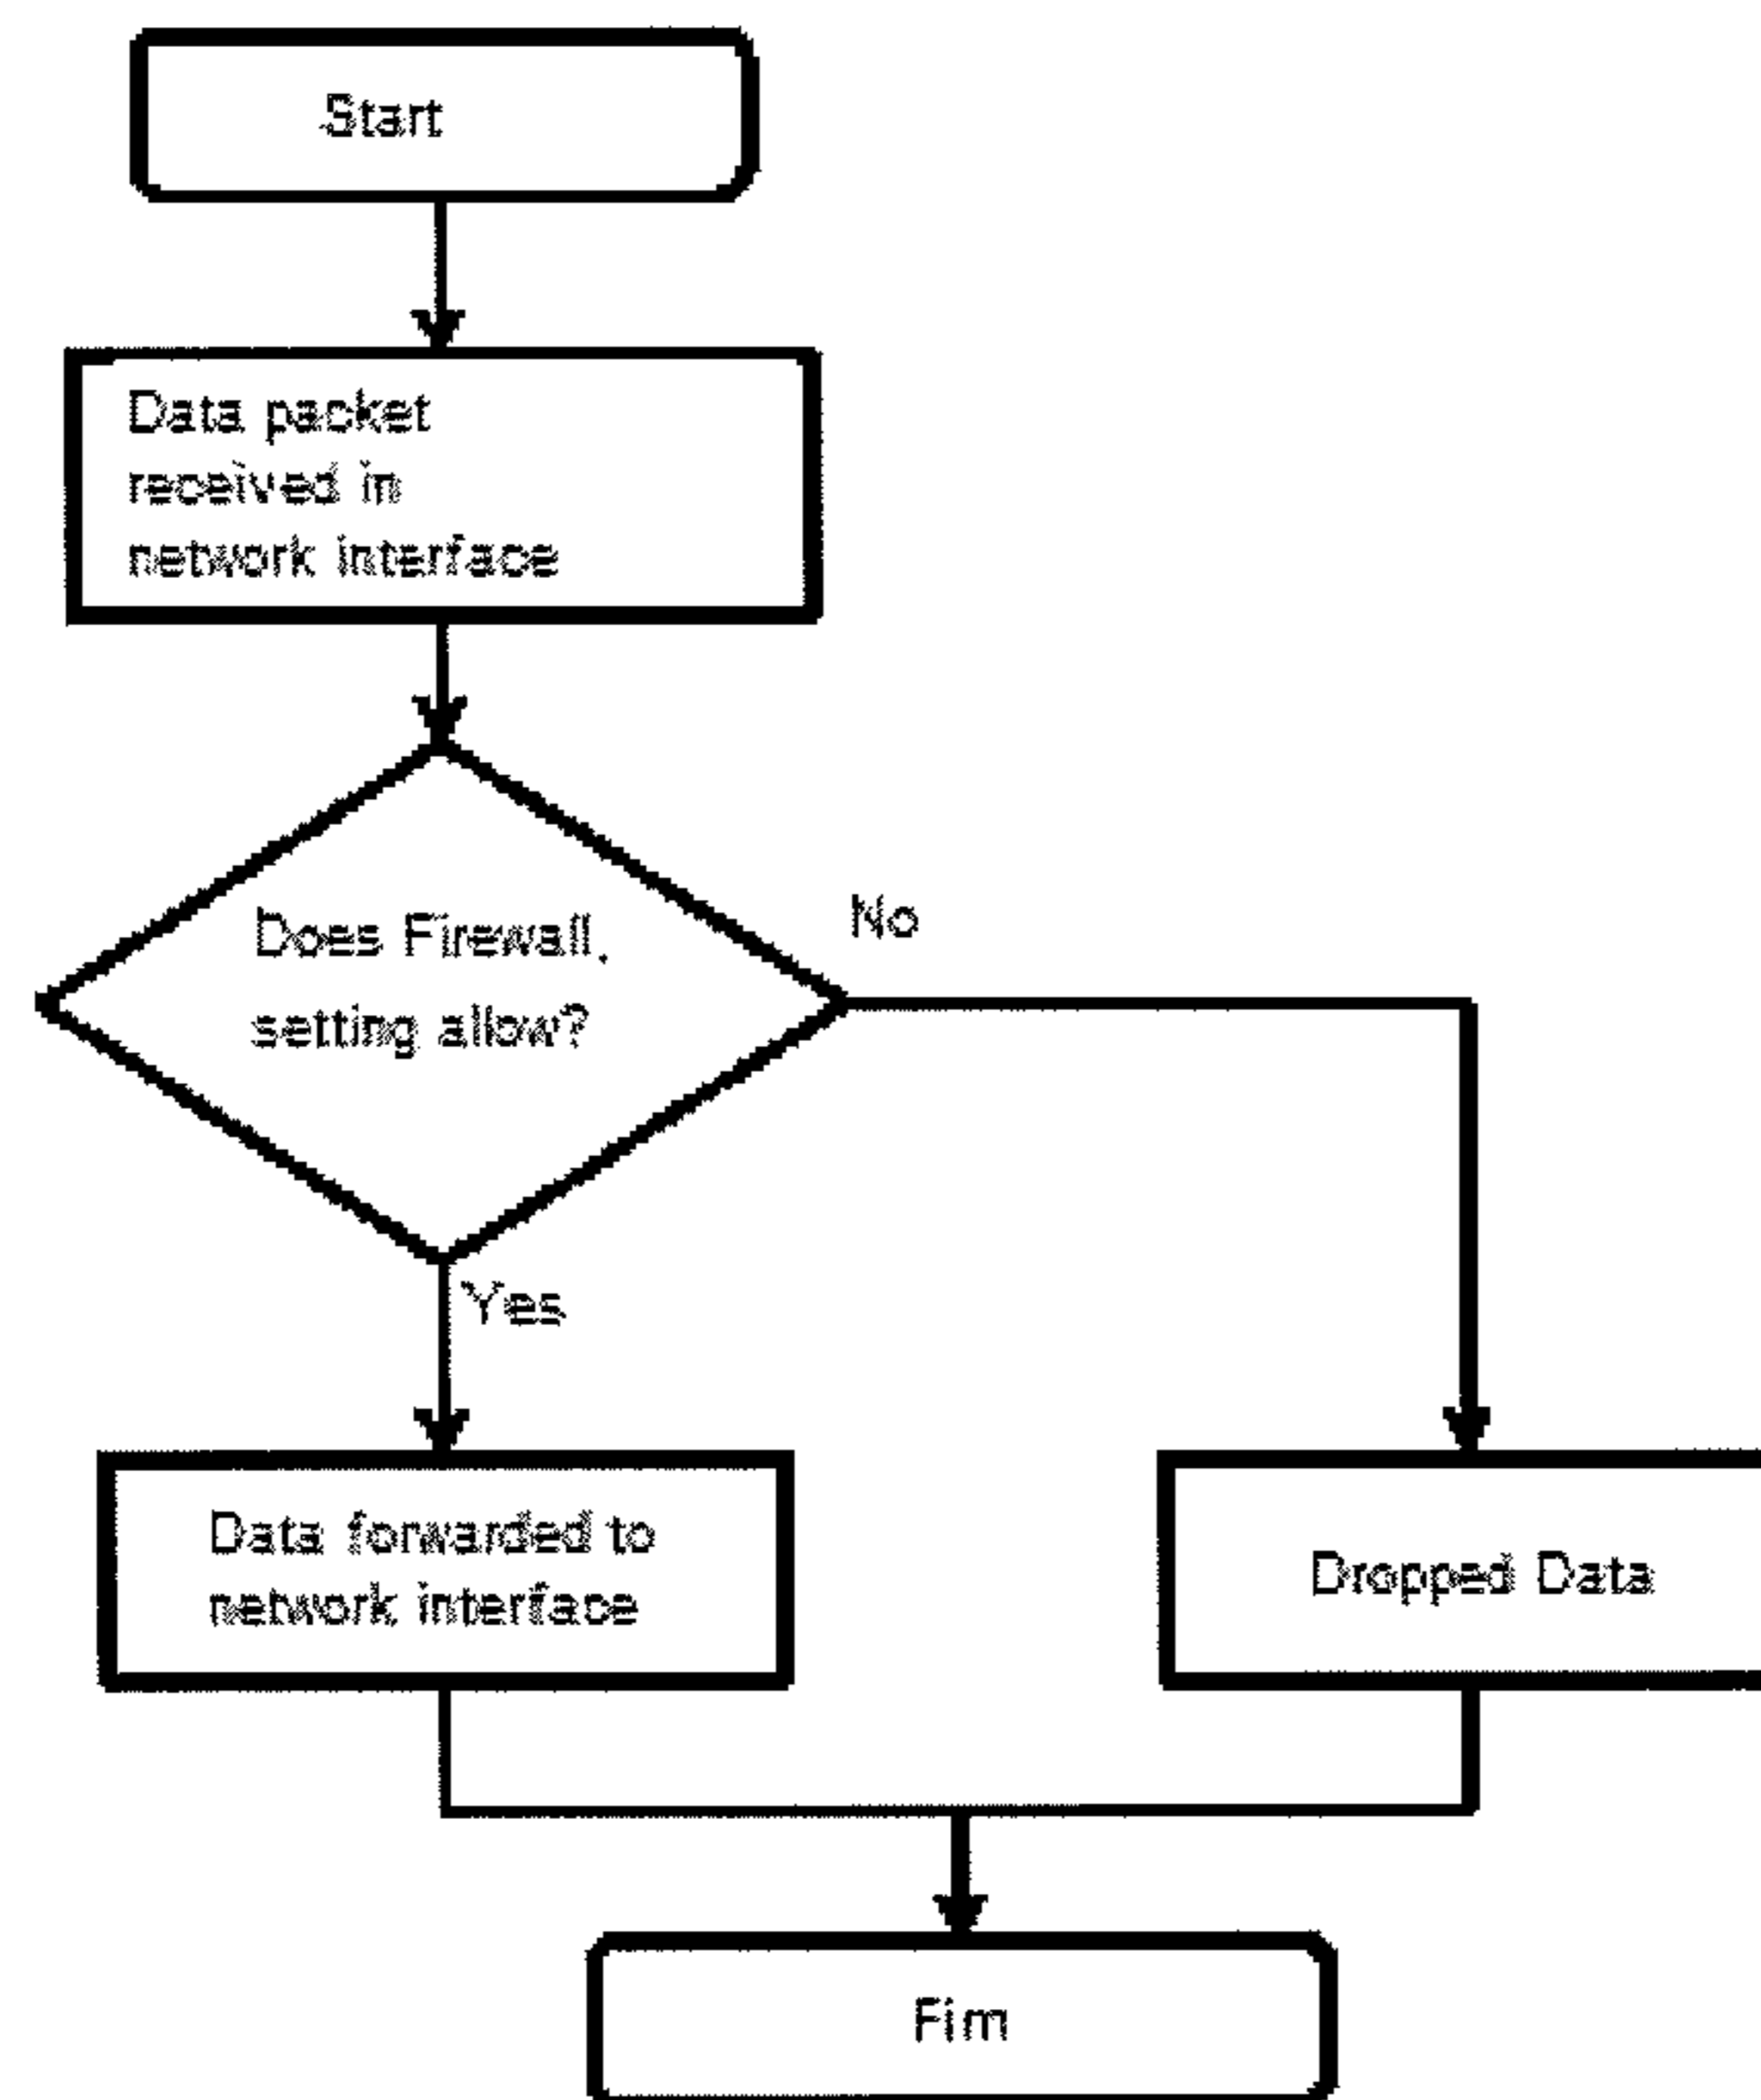 Start
Data packet
received in
network interface
Does Firewall,
setting allow?
No
Yes
Data forwarded to
network interface
Dropped Data
Fim